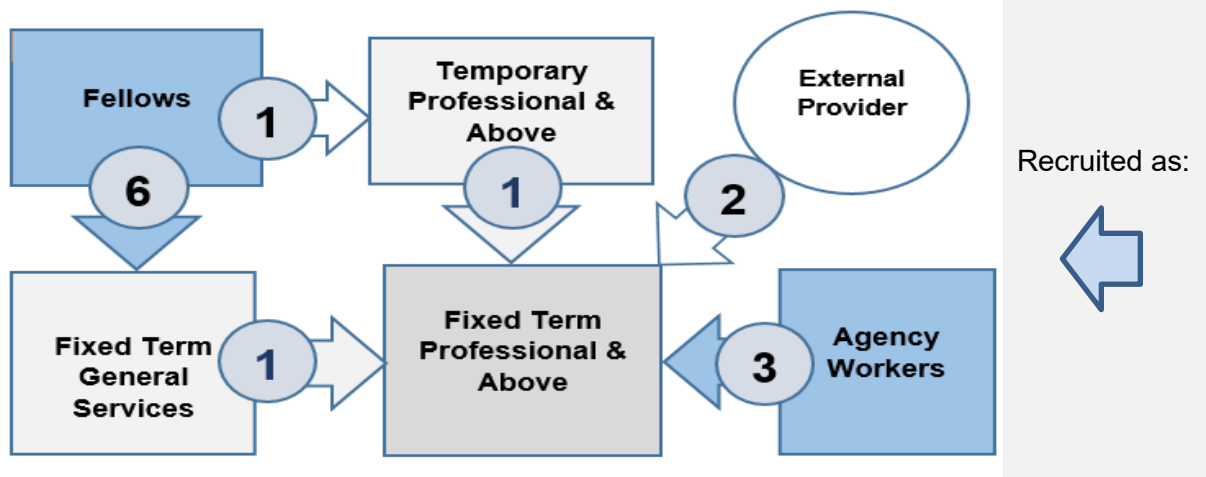 Fellows
1
Temporary
Professional &
Above
External
Provider
Recruited as:
6
1
2
Fixed Term
General
Services
1
Fixed Term
Professional &
Above
3
Agency
Workers